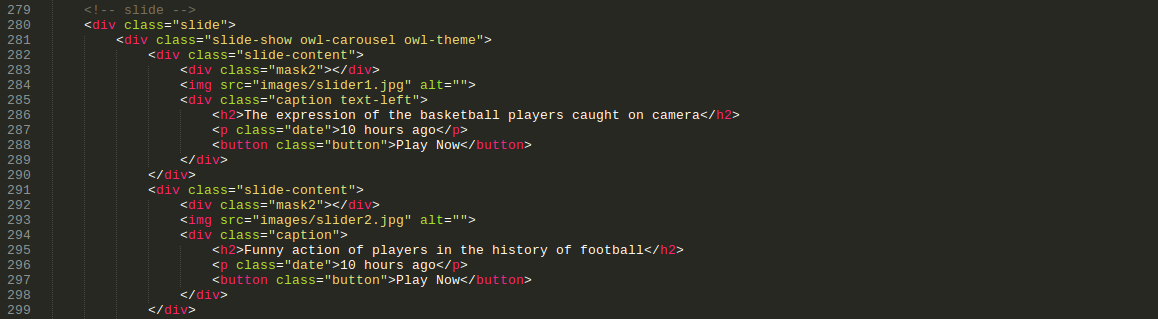 279 <!-- slide -->
280 <div class="slide">
281 <div class="slide-show owl-carousel owl-theme">
282 <div class="slide-content">
283 <div class="mask2"></div>
284 <img src="images/slider1.jpg" alt="">
285 <div class="caption text-left">
286 <h2>The expression of the basketball players caught on camera</h2>
287 <p class="date">10 hours ago</p>
288 <button class="button">Play Now</button>
289 </div>
290 </div>
291 <div class="slide-content">
292 <div class="mask2"></div>
293 <img src="images/slider2.jpg" alt="">
294 <div class="caption">
295 <h2>Funny action of players in the history of football</h2>
296 <p class="date">10 hours ago</p>
297 <button class="button">Play Now</button>
298 </div>
299 </div>